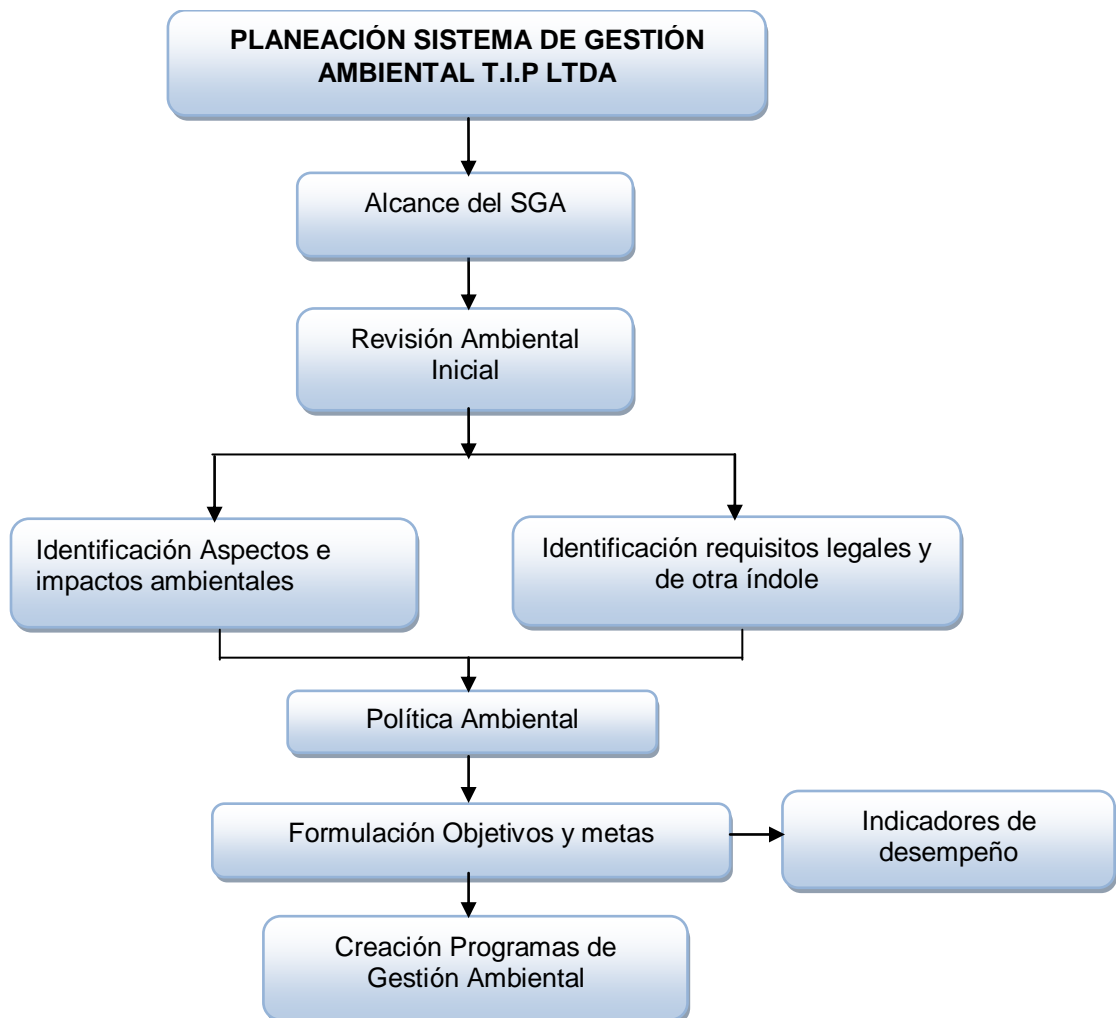 PLANEACIÓN SISTEMA DE GESTIÓN
AMBIENTAL T.I.P LTDA
Alcance del SGA
Revisión Ambiental
Inicial
Identificación Aspectos e
impactos ambientales
Identificación requisitos legales y
de otra índole
Política Ambiental
Formulación Objetivos y metas
Indicadores de
desempeño
Creación Programas de
Gestión Ambiental